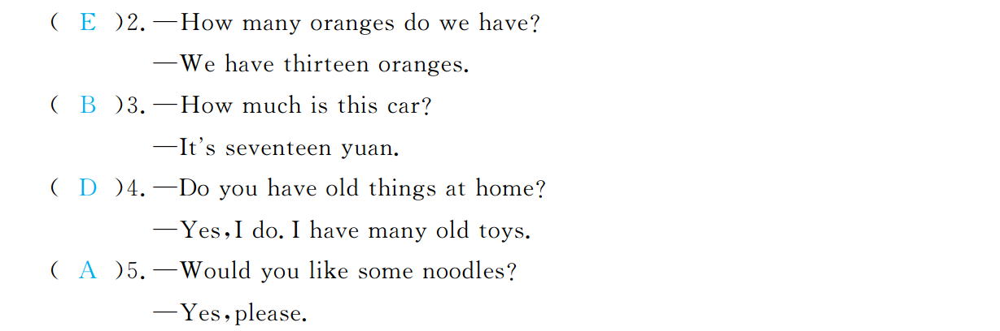 ( E )2. —How many oranges do we have?
—We have thirteen oranges.
( B )3. —How much is this car?
—It's seventeen yuan.
( D )4. —Do you have old things at home?
—Yes,I do. I have many old toys.
( A )5. —Would you like some noodles?
—Yes,please.